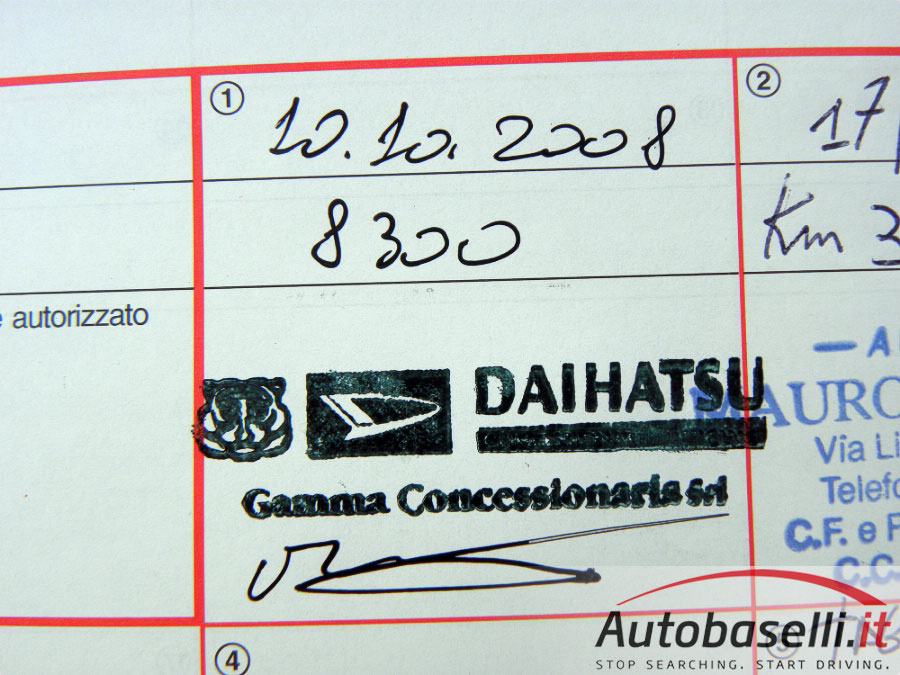 ① ②
10.10.2008 17
8300 Km 3
autorizzato
DAIHATSU
Gamma Concessionaria Srl
MAURO
Via Li
Telefo
C.F. e P
C.C.
④
Autobaselli.it
STOP SEARCHING. START DRIVING.